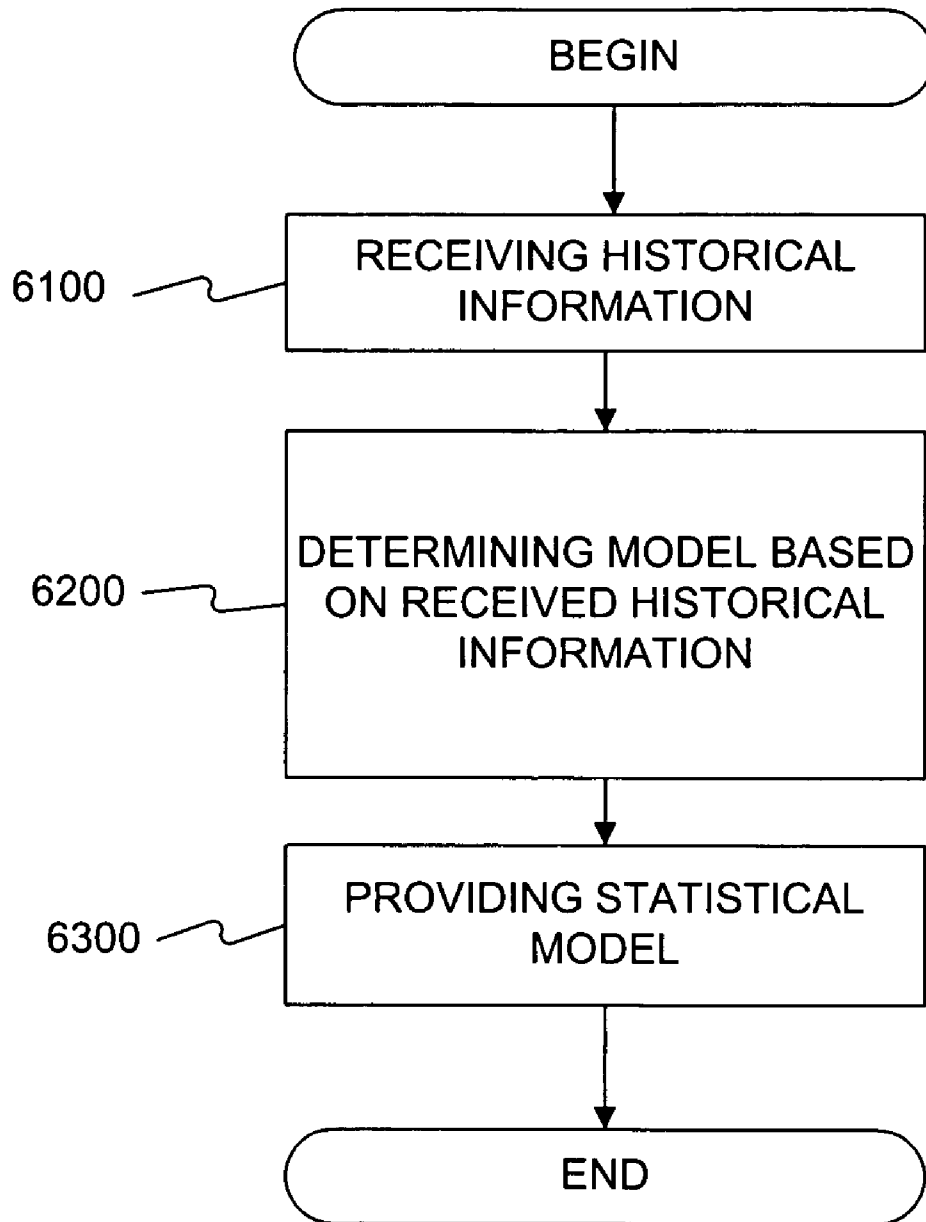 BEGIN
6100
RECEIVING HISTORICAL
INFORMATION
6200
DETERMINING MODEL BASED
ON RECEIVED HISTORICAL
INFORMATION
6300
PROVIDING STATISTICAL
MODEL
END